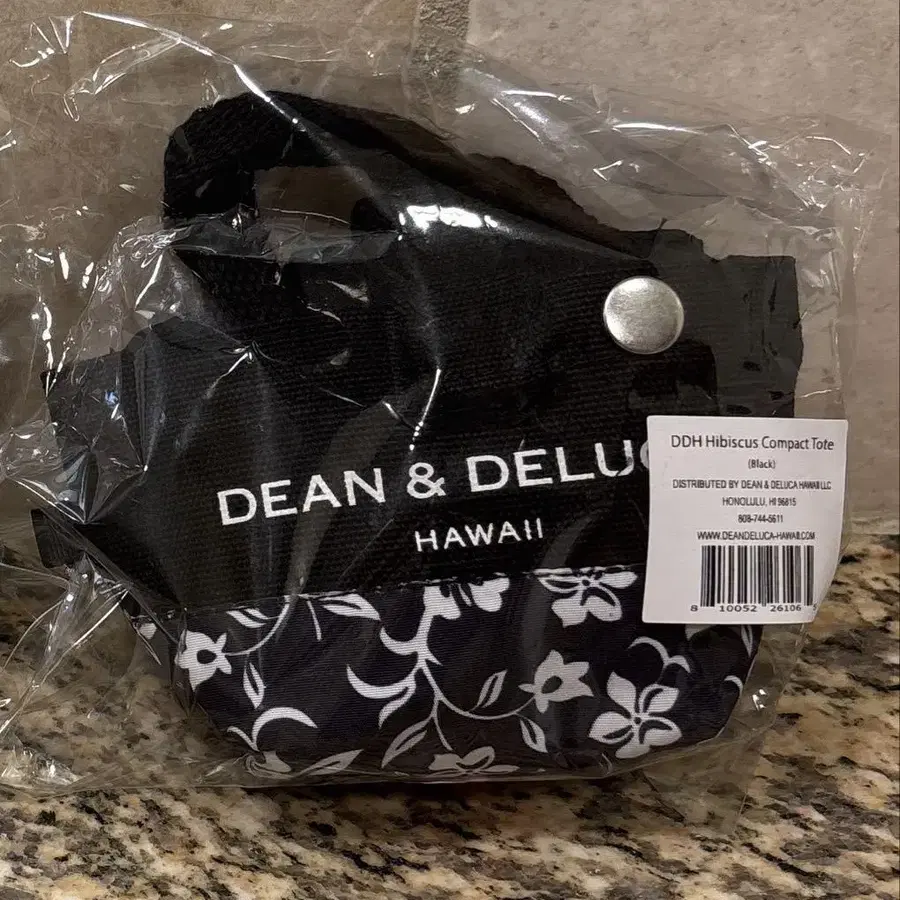 DEAN & DELUC
HAWAII
DDH Hibiscus Compact Tote
(Black)
DISTRIBUTED BY DEAN & DELUCA HAWAII LLC
HONOLULU, HI 96815
808-744-5611
WWW.DEANDELUCA-HAWAII.COM
8 10052 26106 5